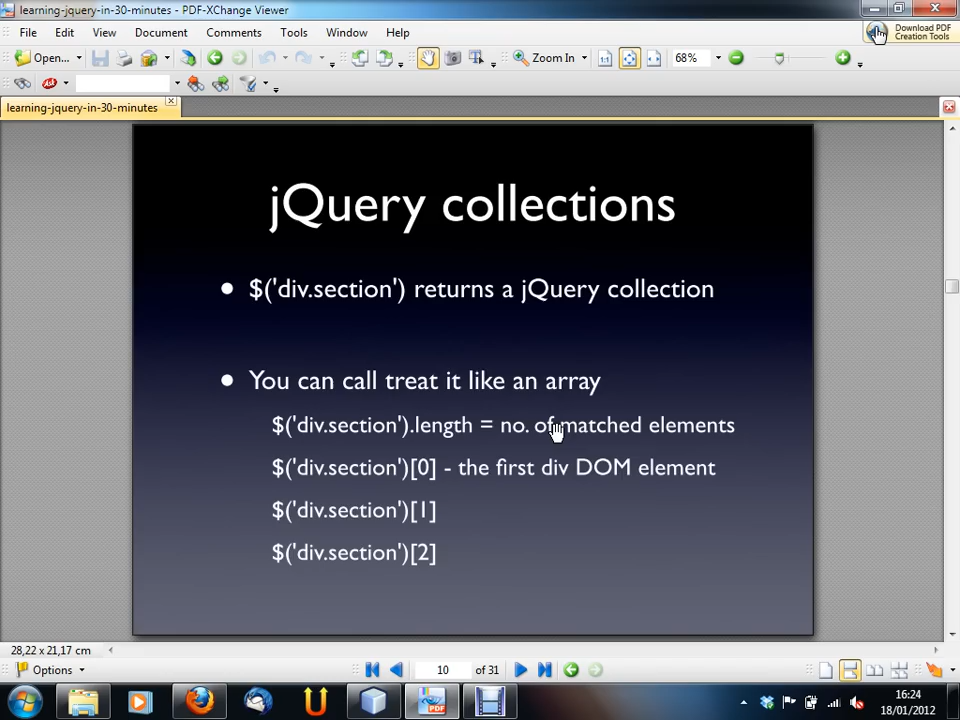 learning-jquery-in-30-minutes - PDF-XChange Viewer
File Edit View Document Comments Tools Window Help
Download PDF
Creation Tools
Open... Zoom In 1:1 68%
learning-jquery-in-30-minutes
jQuery collections
• $('div.section') returns a jQuery collection
• You can call treat it like an array
$('div.section').length = no. of matched elements
$('div.section')[0] - the first div DOM element
$('div.section')[1]
$('div.section')[2]
28,22 x 21,17 cm
Options 10 of 31
PDF
16:24
18/01/2012